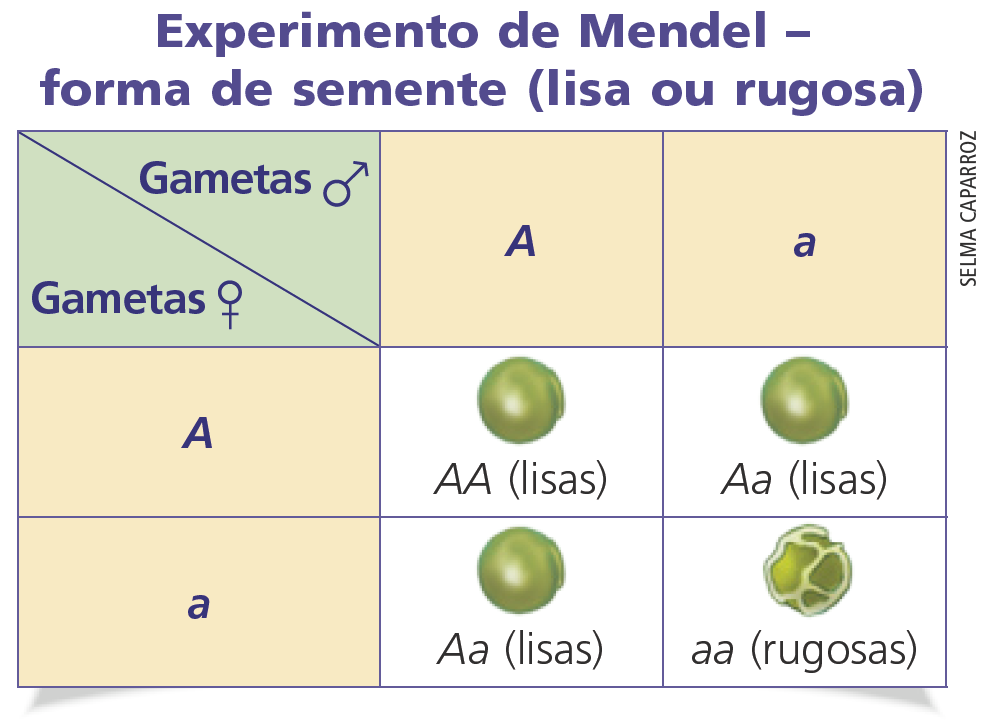 Experimento de Mendel –
forma de semente (lisa ou rugosa)
Gametas ♂
Gametas ♀
A
a
A
AA (lisas)
Aa (lisas)
a
Aa (lisas)
aa (rugosas)
SELMA CAPARROZ